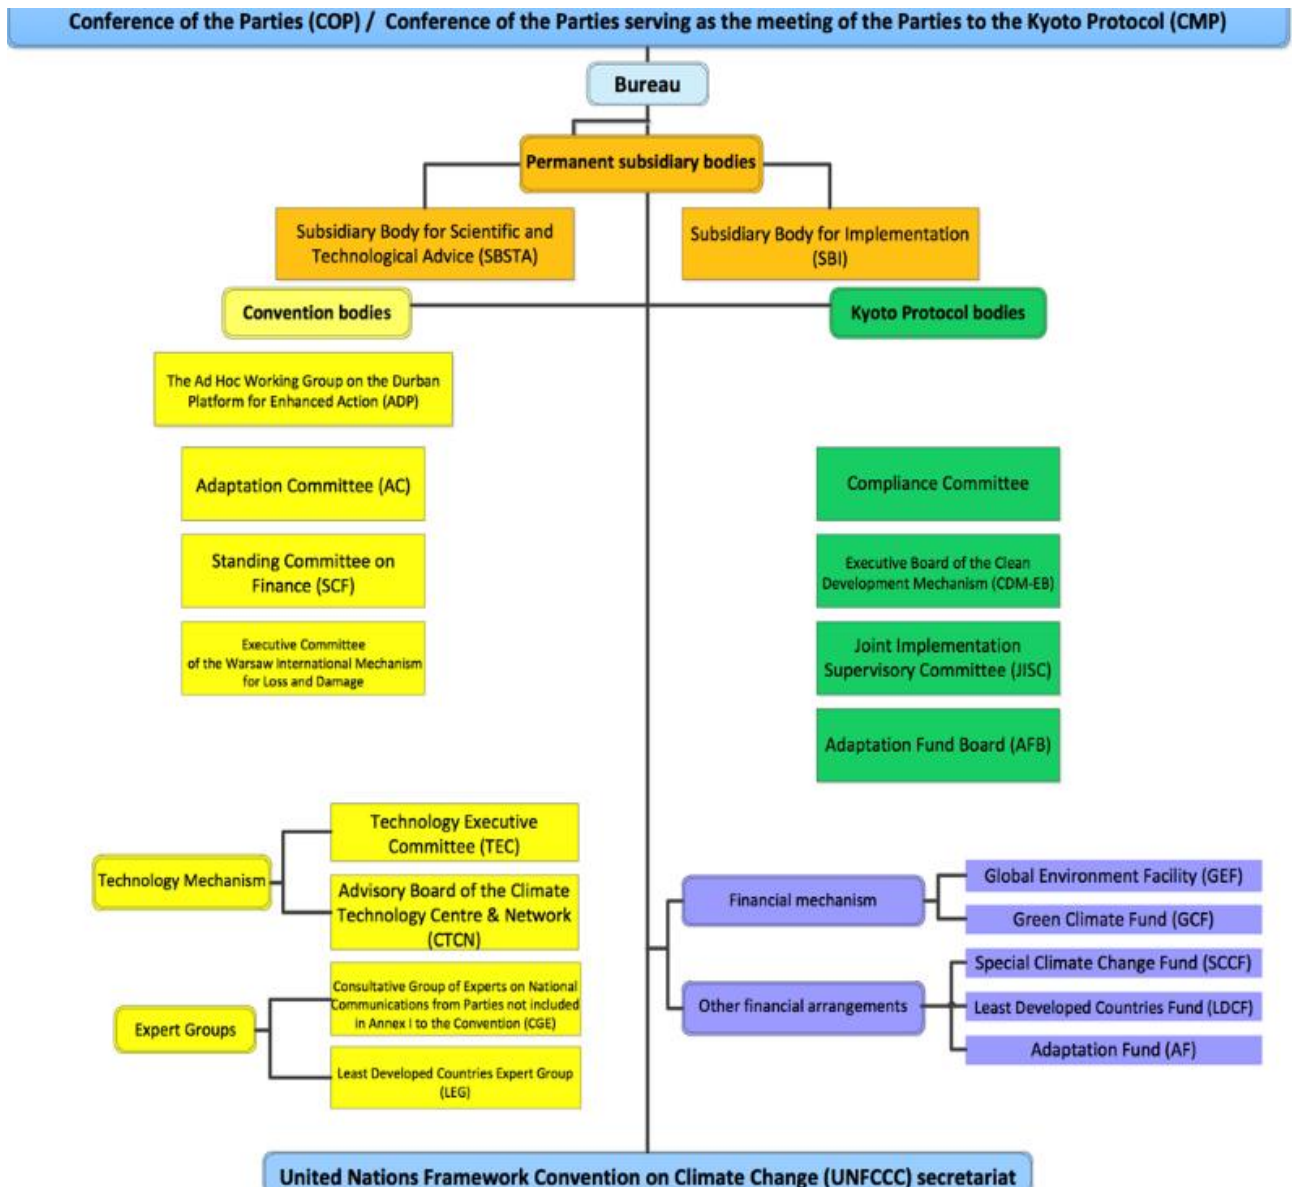 Conference of the Parties (COP) / Conference of the Parties serving as the meeting of the Parties to the Kyoto Protocol (CMP)
Bureau
Permanent subsidiary bodies
Subsidiary Body for Scientific and
Technological Advice (SBSTA)
Subsidiary Body for Implementation
(SBI)
Convention bodies
Kyoto Protocol bodies
The Ad Hoc Working Group on the Durban
Platform for Enhanced Action (ADP)
Adaptation Committee (AC)
Standing Committee on
Finance (SCF)
Executive Committee
of the Warsaw International Mechanism
for Loss and Damage
Compliance Committee
Executive Board of the Clean
Development Mechanism (CDM-EB)
Joint Implementation
Supervisory Committee (JISC)
Adaptation Fund Board (AFB)
Technology Mechanism
Technology Executive
Committee (TEC)
Advisory Board of the Climate
Technology Centre & Network
(CTCN)
Expert Groups
Consultative Group of Experts on National
Communications from Parties not included
in Annex I to the Convention (CGE)
Least Developed Countries Expert Group
(LEG)
Financial mechanism
Global Environment Facility (GEF)
Green Climate Fund (GCF)
Other financial arrangements
Special Climate Change Fund (SCCF)
Least Developed Countries Fund (LDCF)
Adaptation Fund (AF)
United Nations Framework Convention on Climate Change (UNFCCC) secretariat